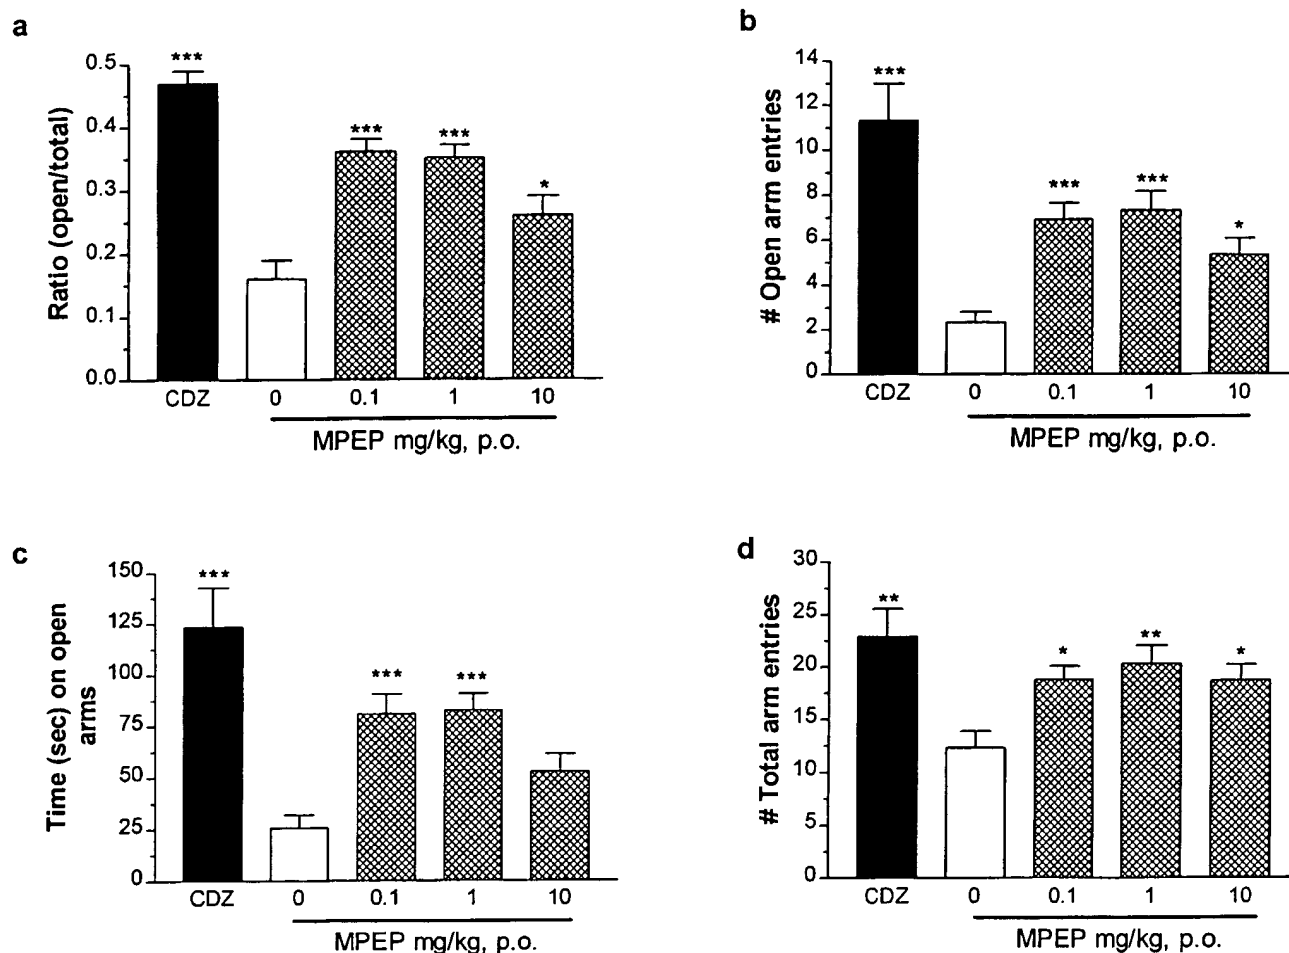 a
Ratio (open/total)
0.5
0.4
0.3
0.2
0.1
0.0
***
***
***
*
CDZ 0 0.1 1 10
MPEP mg/kg, p.o.
b
# Open arm entries
14
12
10
8
6
4
2
0
***
***
***
*
CDZ 0 0.1 1 10
MPEP mg/kg, p.o.
c
Time (sec) on open
arms
150
125
100
75
50
25
0
***
***
***
CDZ 0 0.1 1 10
MPEP mg/kg, p.o.
d
# Total arm entries
30
25
20
15
10
5
0
**
*
**
*
CDZ 0 0.1 1 10
MPEP mg/kg, p.o.